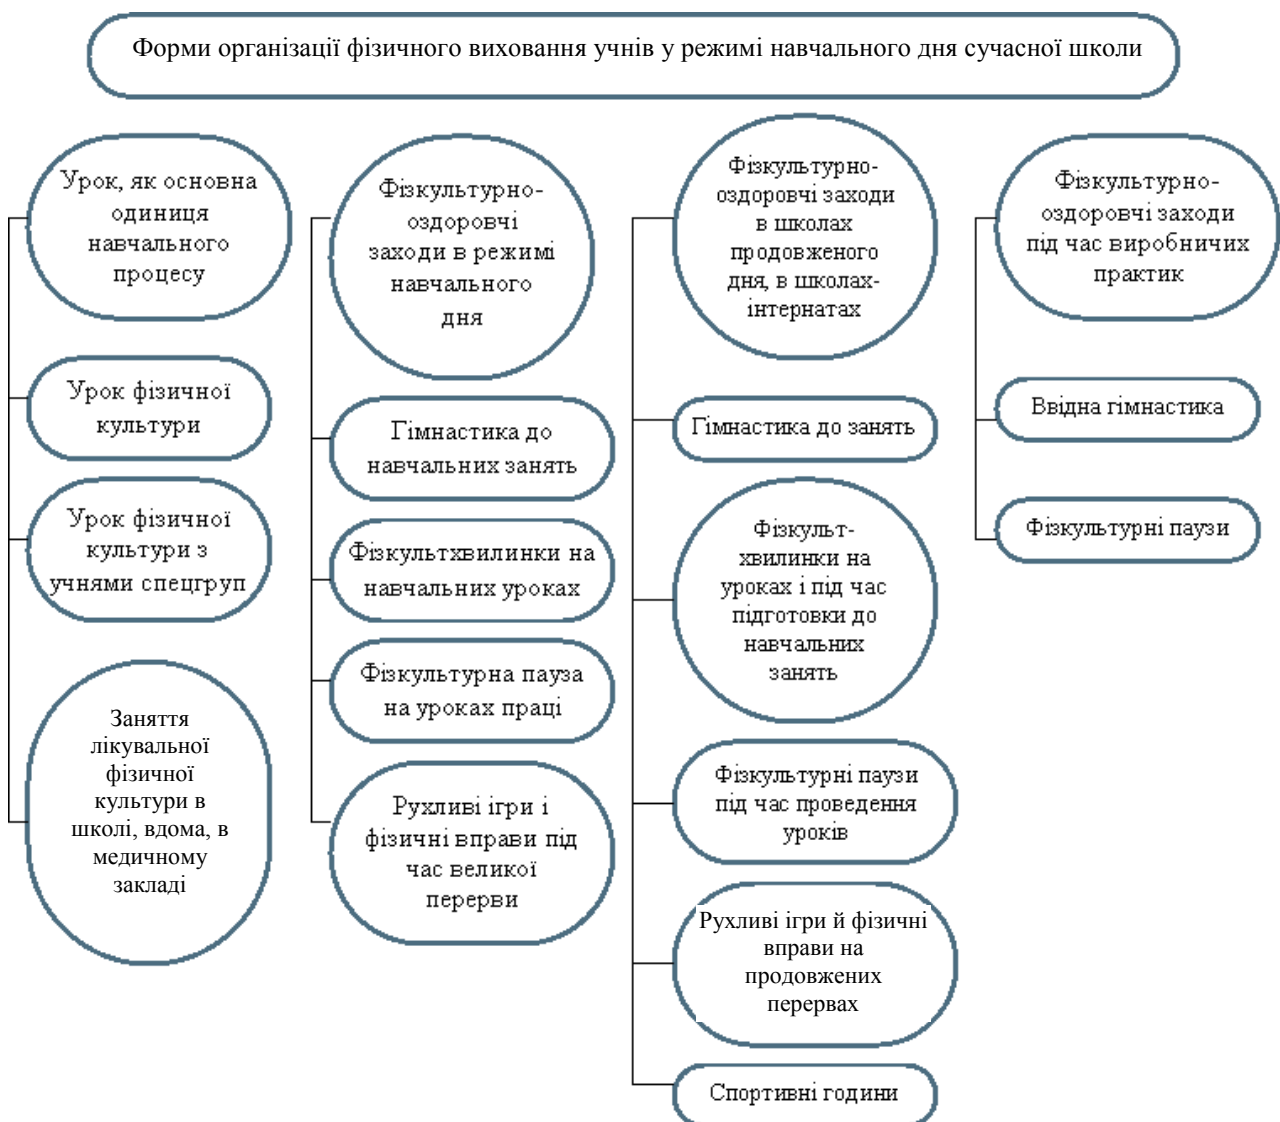 Форми організації фізичного виховання учнів у режимі навчального дня сучасної школи
Урок, як основна
одиниця
навчального
процесу
Урок фізичної
культури
Урок фізичної
культури з
учнями спецгруп
Заняття
лікувальної
фізичної
культури в
школі, вдома, в
медичному
закладі
Фізкультурно-
оздоровчі
заходи в режимі
навчального
дня
Гімнастика до
навчальних занять
Фізкультхвилинки на
навчальних уроках
Фізкультурна пауза
на уроках праці
Рухливі ігри і
фізичні вправи під
час великої
перерви
Фізкультурно-
оздоровчі заходи
в школах
продовженого
дня, в школах-
інтернатах
Гімнастика до занять
Фізкульт-
хвилинки на
уроках і під час
підготовки до
навчальних
занять
Фізкультурні паузи
під час проведення
уроків
Рухливі ігри й фізичні
вправи на
продовжених
перервах
Спортивні години
Фізкультурно-
оздоровчі заходи
під час виробничих
практик
Ввідна гімнастика
Фізкультурні паузи